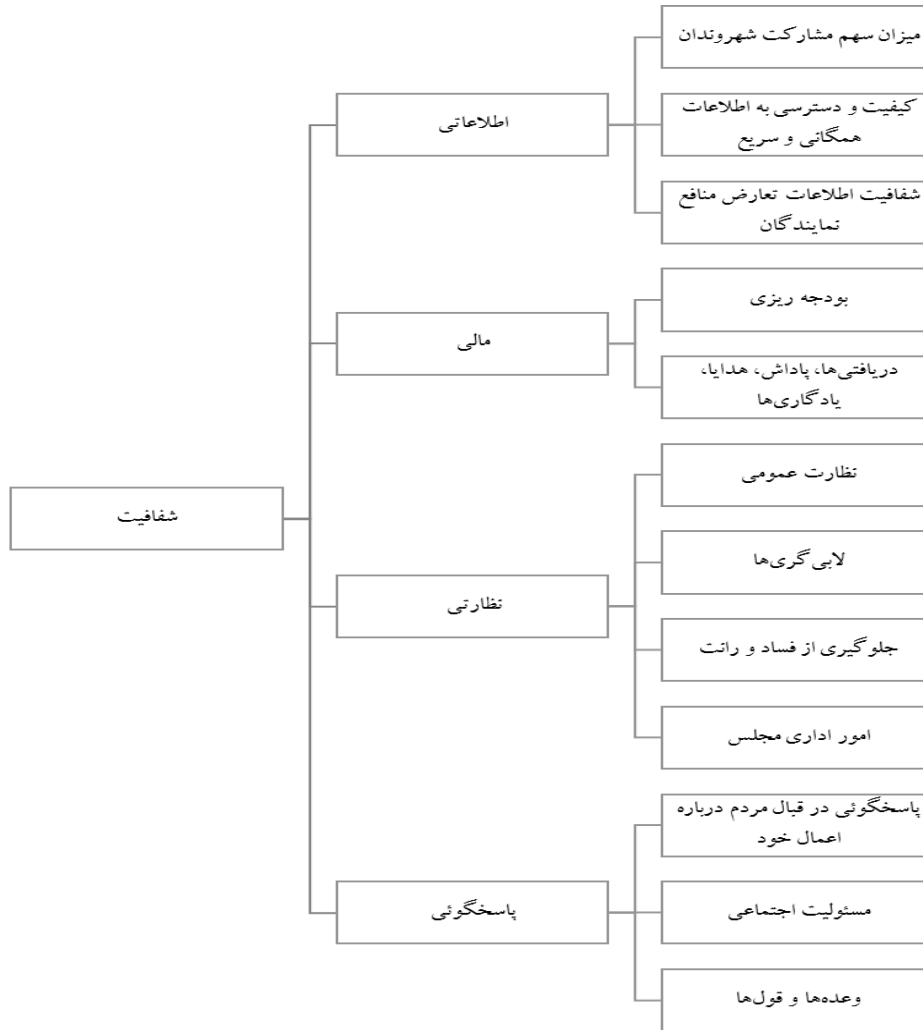 شفافیت
اطلاعاتی
میزان سهم مشارکت شهروندان
کیفیت و دسترسی به اطلاعات
همگانی و سریع
شفافیت اطلاعات تعارض منافع
نمایندگان
مالی
بودجه ریزی
دریافتی‌ها، پاداش، هدایا،
یادگاری‌ها
نظارتی
نظارت عمومی
لابی‌گری‌ها
جلوگیری از فساد و رانت
امور اداری مجلس
پاسخگوئی
پاسخگوئی در قبال مردم درباره
اعمال خود
مسئولیت اجتماعی
وعده‌ها و قول‌ها